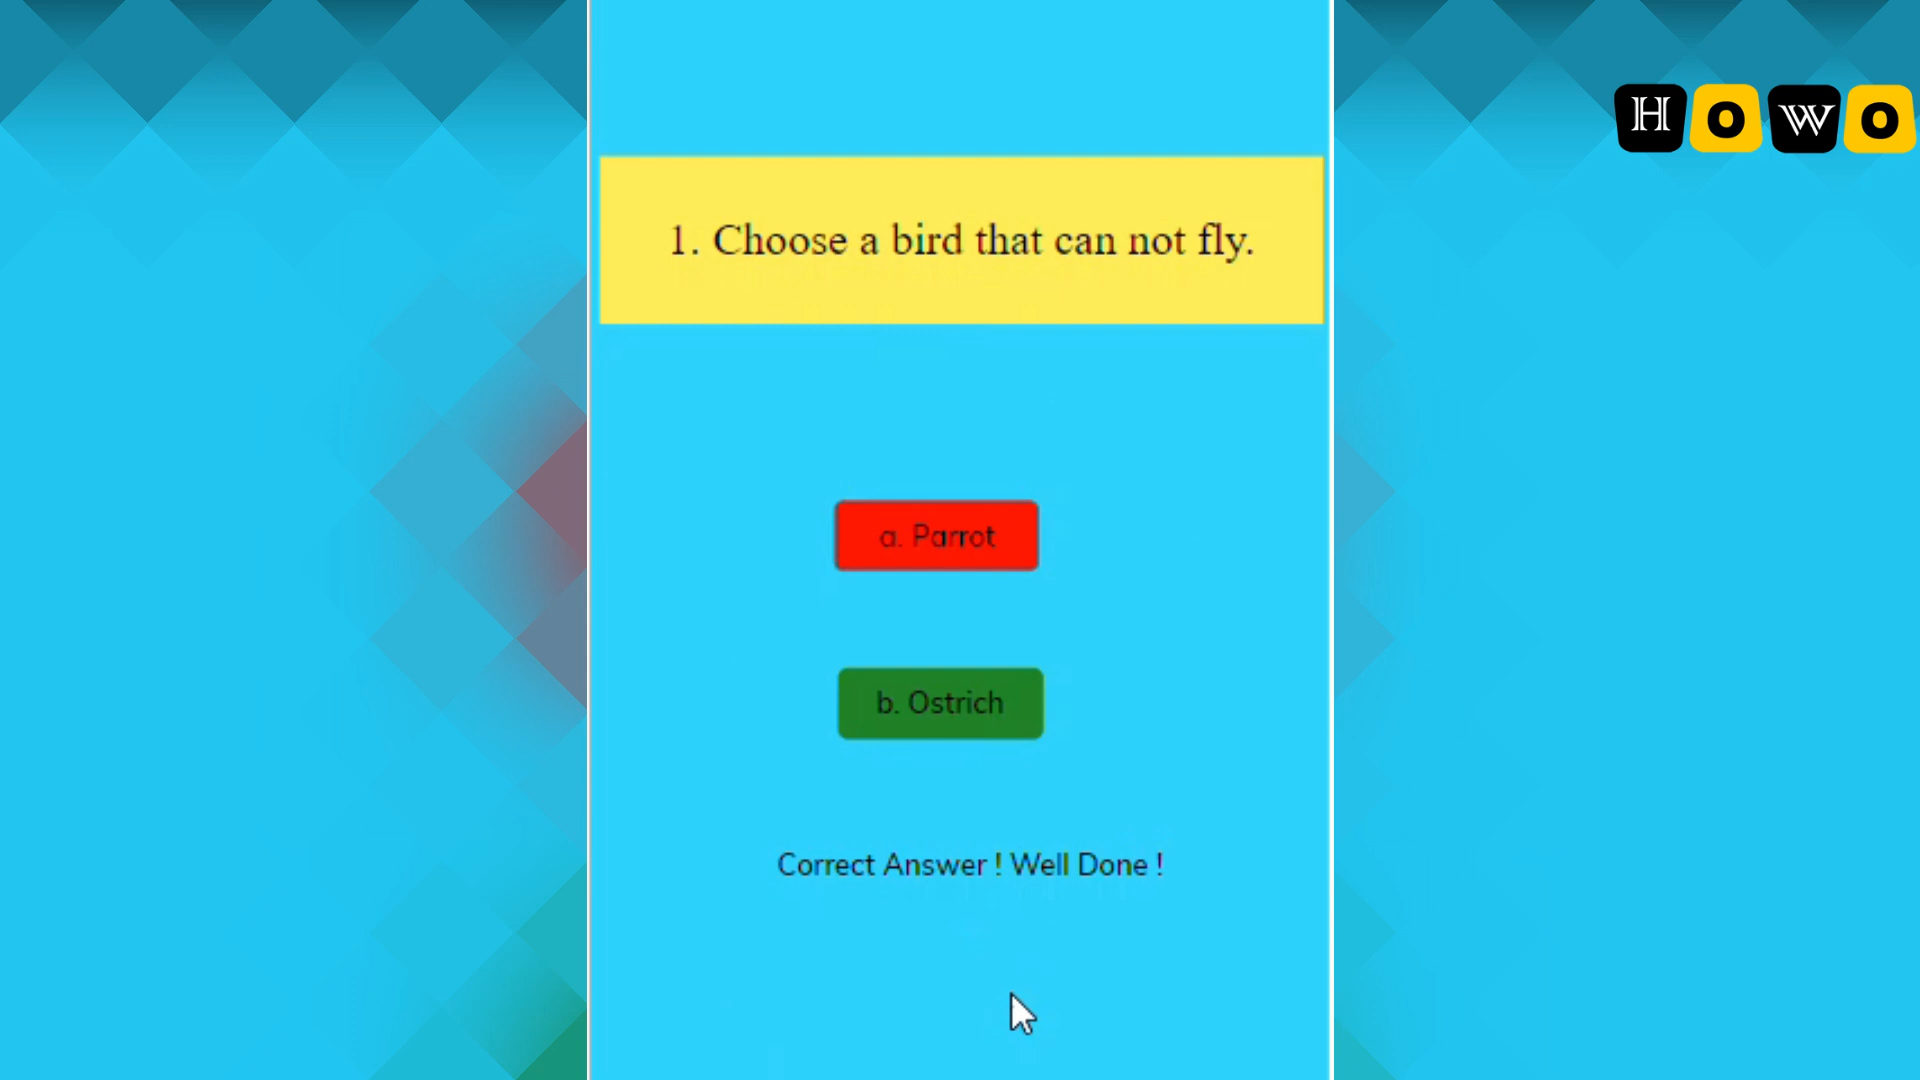 HOWO
1. Choose a bird that can not fly.
a. Parrot
b. Ostrich
Correct Answer ! Well Done !